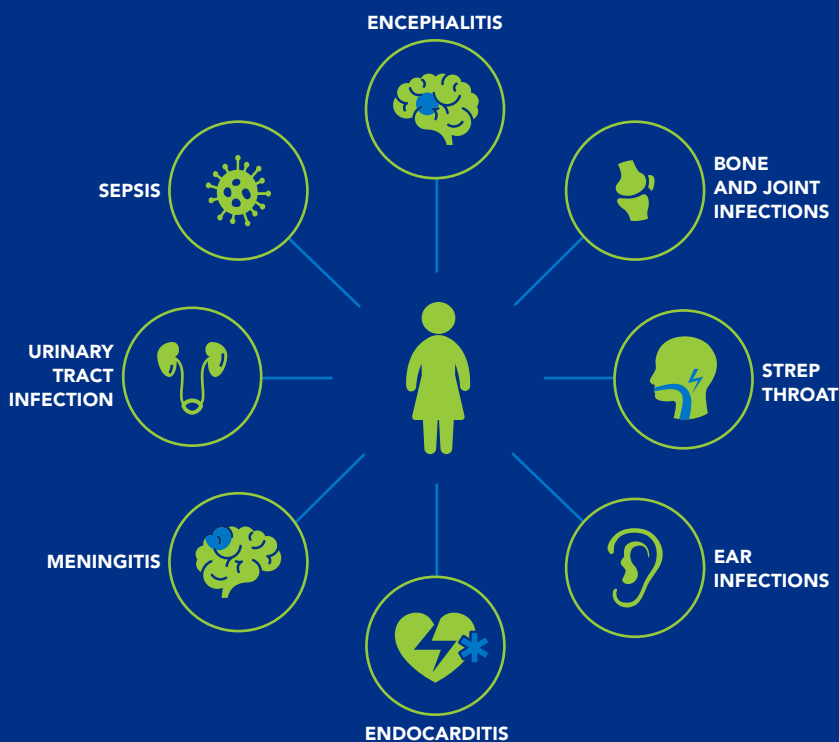 ENCEPHALITIS
SEPSIS
BONE
AND JOINT
INFECTIONS
URINARY
TRACT
INFECTION
STREP
THROAT
MENINGITIS
EAR
INFECTIONS
ENDOCARDITIS